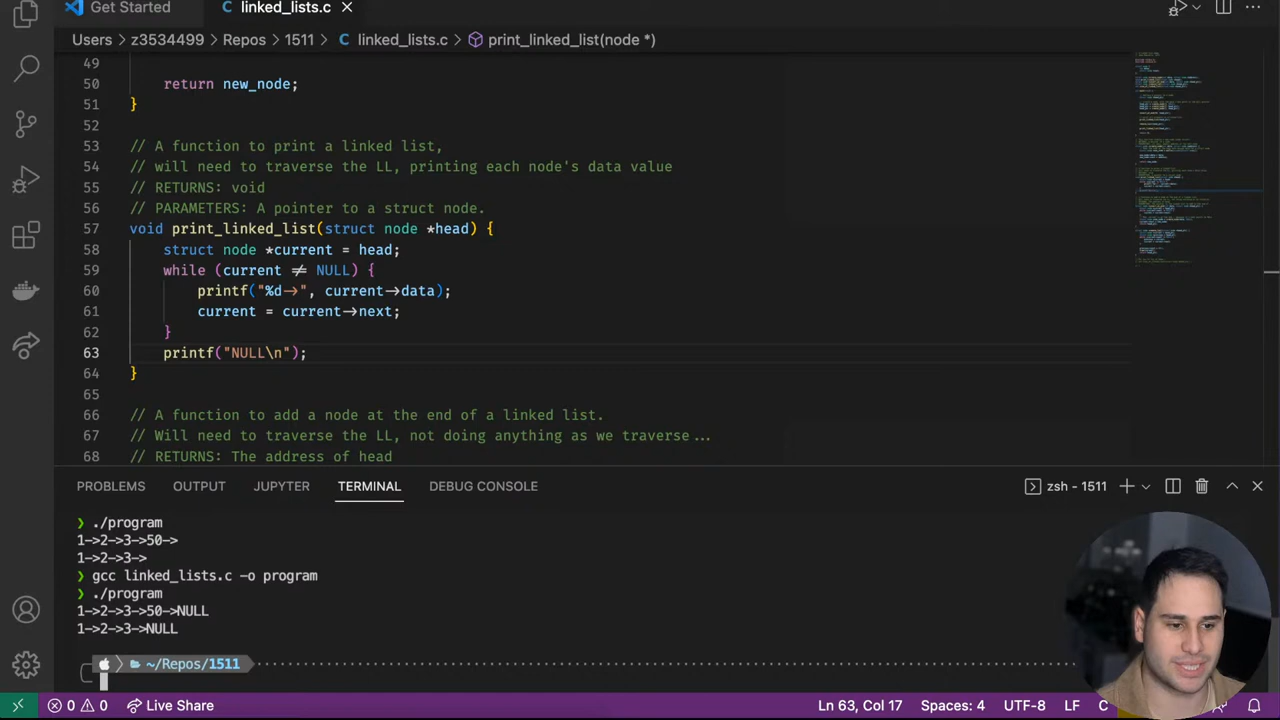 Get Started
linked_lists.c
Users > z3534499 > Repos > 1511 > linked_lists.c > print_linked_list(node *)
49
50 return new_node;
51 }
52
53 // A function to print a linked list.
54 // will need to traverse the LL, prining each node's data value
55 // RETURNS: void
56 // PARAMETERS: A pointer to a struct node.
57 void print_linked_list(struct node *head) {
58 struct node *current = head;
59 while (current ≠ NULL) {
60 printf("%d→", current→data);
61 current = current→next;
62 }
63 printf("NULL\n");
64 }
65
66 // A function to add a node at the end of a linked list.
67 // Will need to traverse the LL, not doing anything as we traverse...
68 // RETURNS: The address of head
PROBLEMS OUTPUT JUPYTER TERMINAL DEBUG CONSOLE
zsh - 1511
❯ ./program
1->2->3->50->
1->2->3->
❯ gcc linked_lists.c -o program
❯ ./program
1->2->3->50->NULL
1->2->3->NULL
~/Repos/1511
0 0 Live Share
Ln 63, Col 17 Spaces: 4 UTF-8 LF C